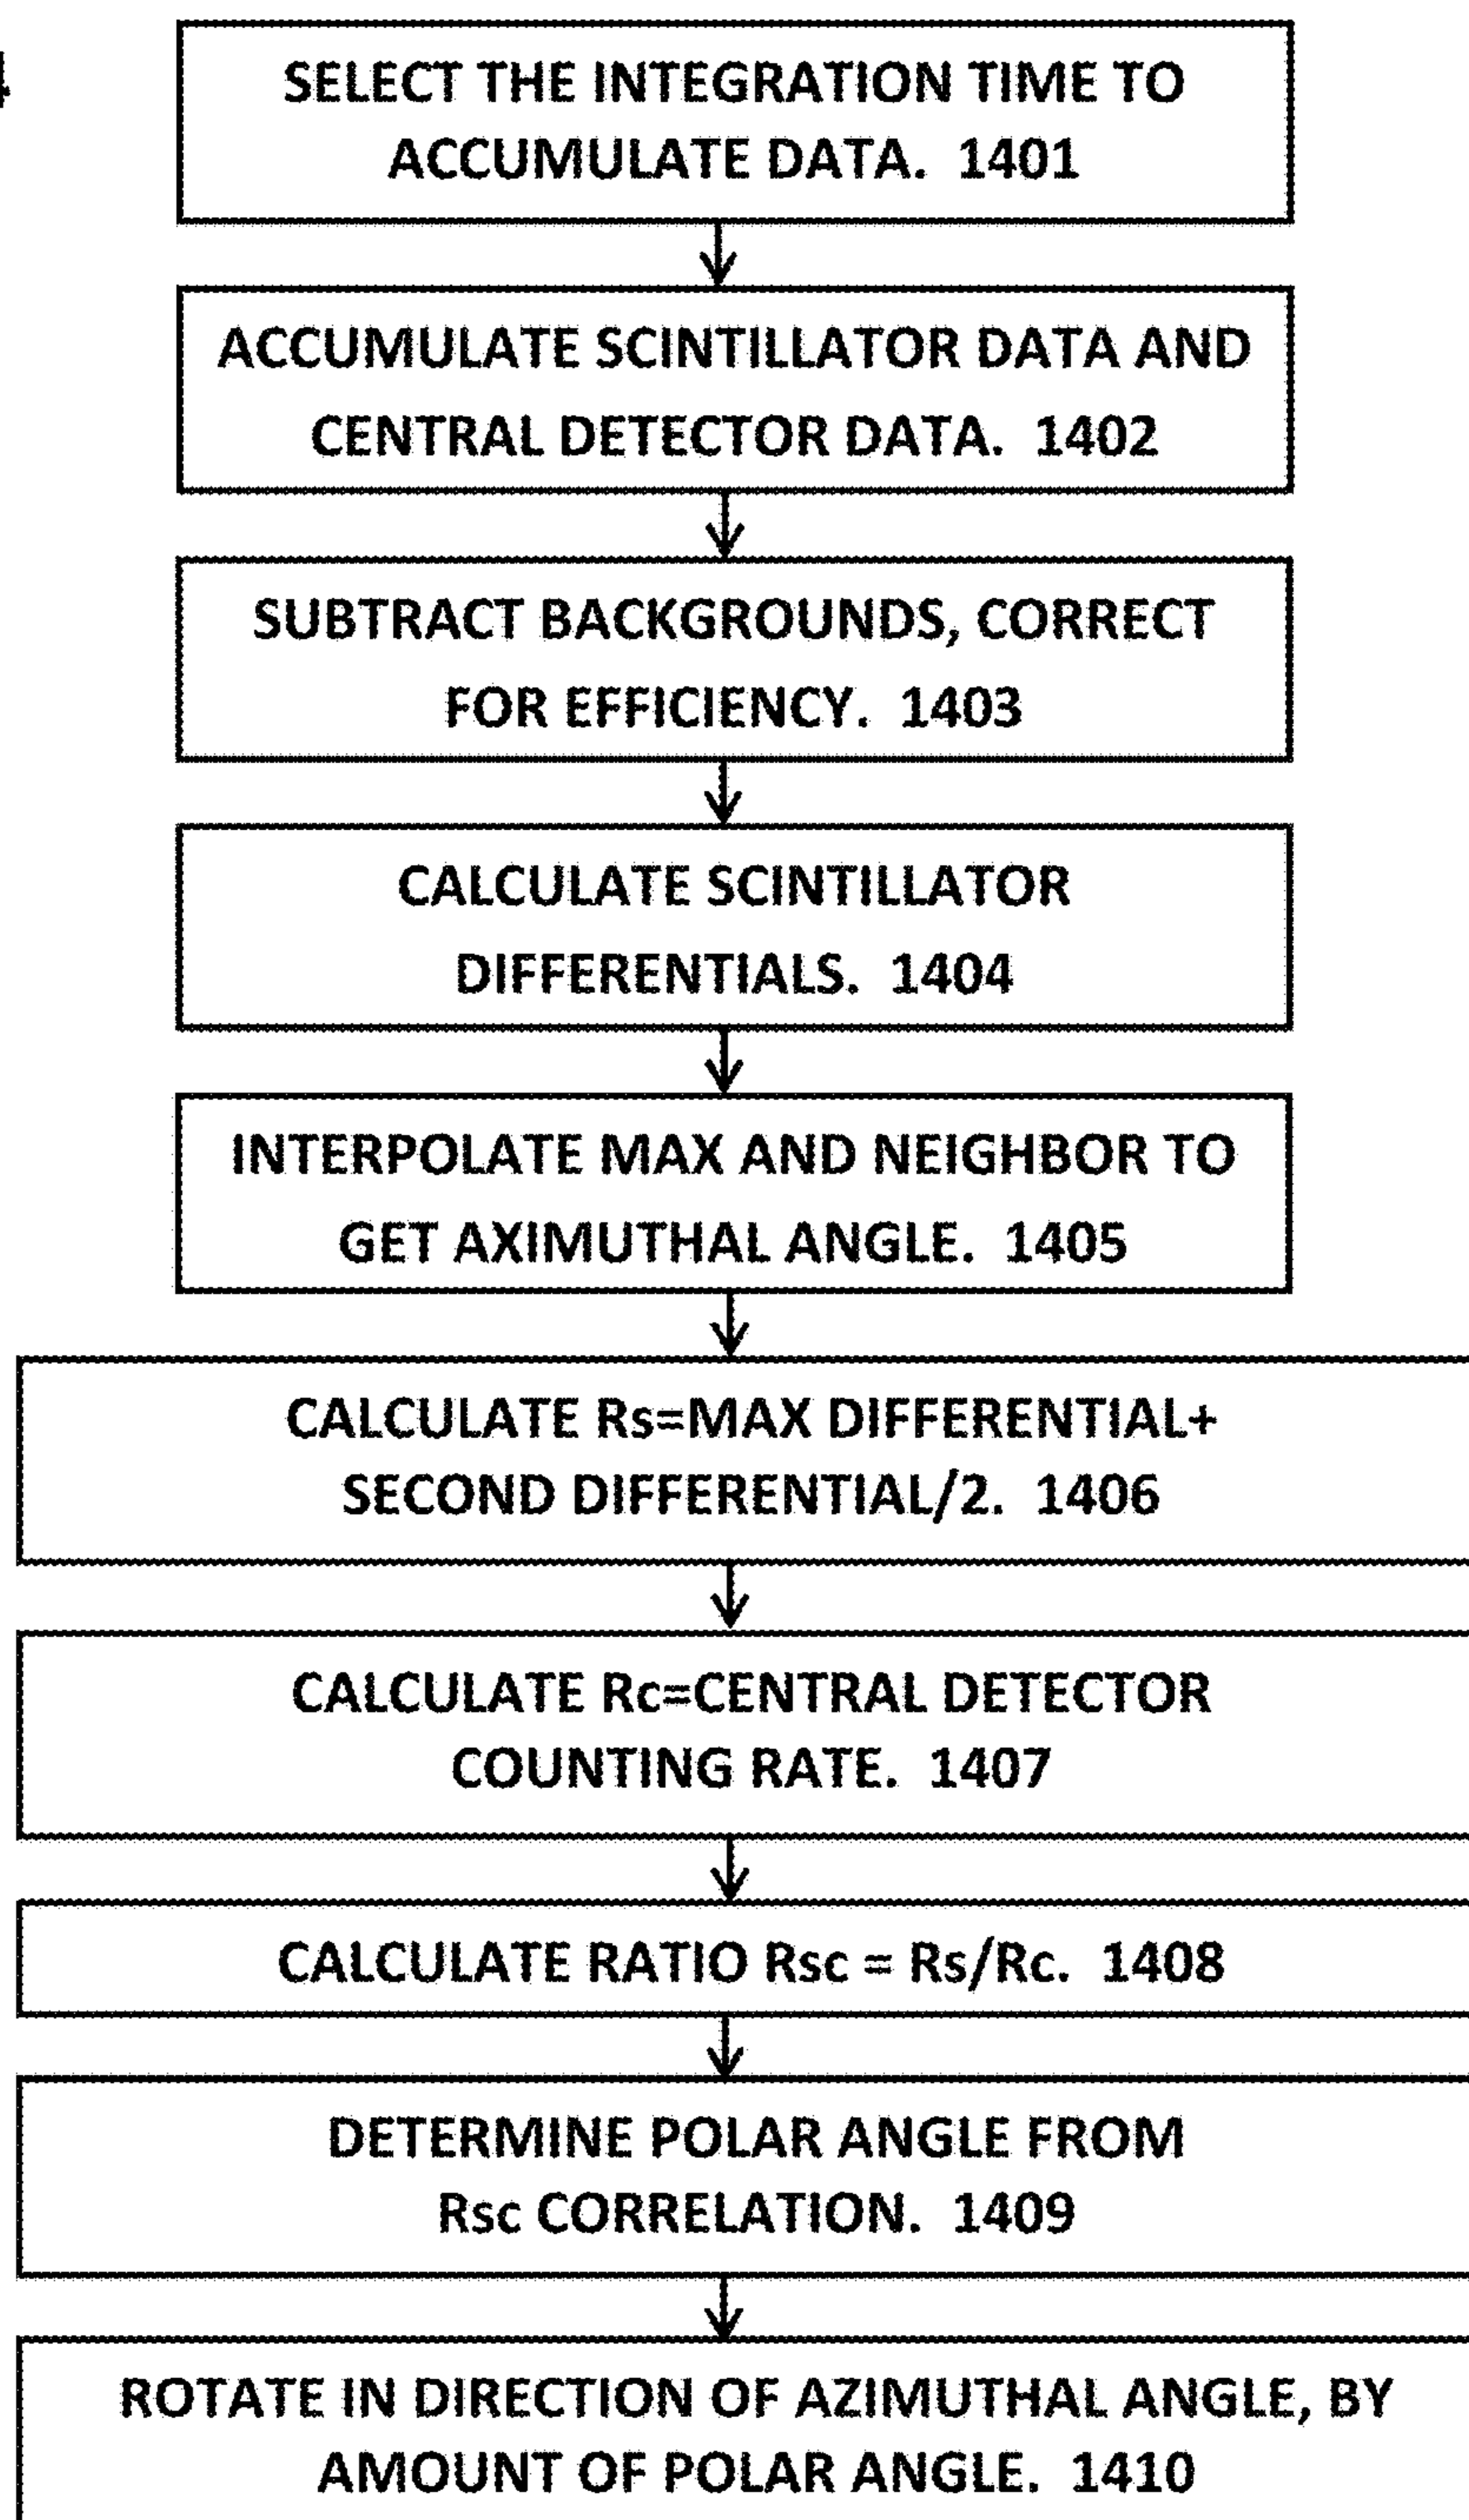 SELECT THE INTEGRATION TIME TO
ACCUMULATE DATA. 1401
ACCUMULATE SCINTILLATOR DATA AND
CENTRAL DETECTOR DATA. 1402
SUBTRACT BACKGROUNDS, CORRECT
FOR EFFICIENCY. 1403
CALCULATE SCINTILLATOR
DIFFERENTIALS. 1404
INTERPOLATE MAX AND NEIGHBOR TO
GET AXIMUTHAL ANGLE. 1405
CALCULATE Rs=MAX DIFFERENTIAL+
SECOND DIFFERENTIAL/2. 1406
CALCULATE Rc=CENTRAL DETECTOR
COUNTING RATE. 1407
CALCULATE RATIO Rsc = Rs/Rc. 1408
DETERMINE POLAR ANGLE FROM
Rsc CORRELATION. 1409
ROTATE IN DIRECTION OF AZIMUTHAL ANGLE, BY
AMOUNT OF POLAR ANGLE. 1410